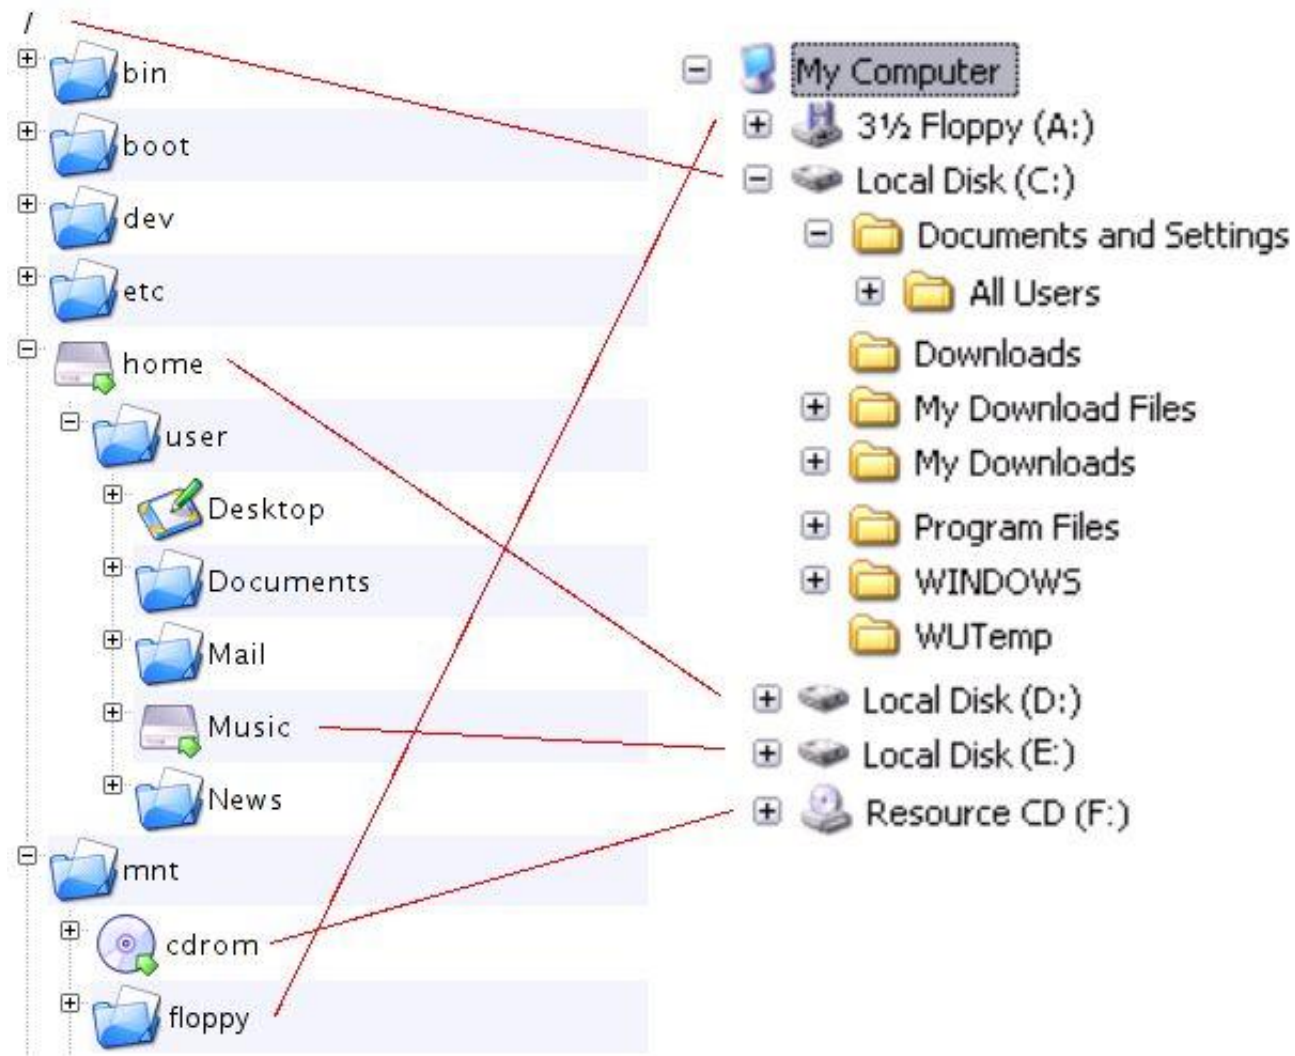 /
bin
boot
dev
etc
home
user
Desktop
Documents
Mail
Music
News
mnt
cdrom
floppy
My Computer
3½ Floppy (A:)
Local Disk (C:)
Documents and Settings
All Users
Downloads
My Download Files
My Downloads
Program Files
WINDOWS
WUTemp
Local Disk (D:)
Local Disk (E:)
Resource CD (F:)